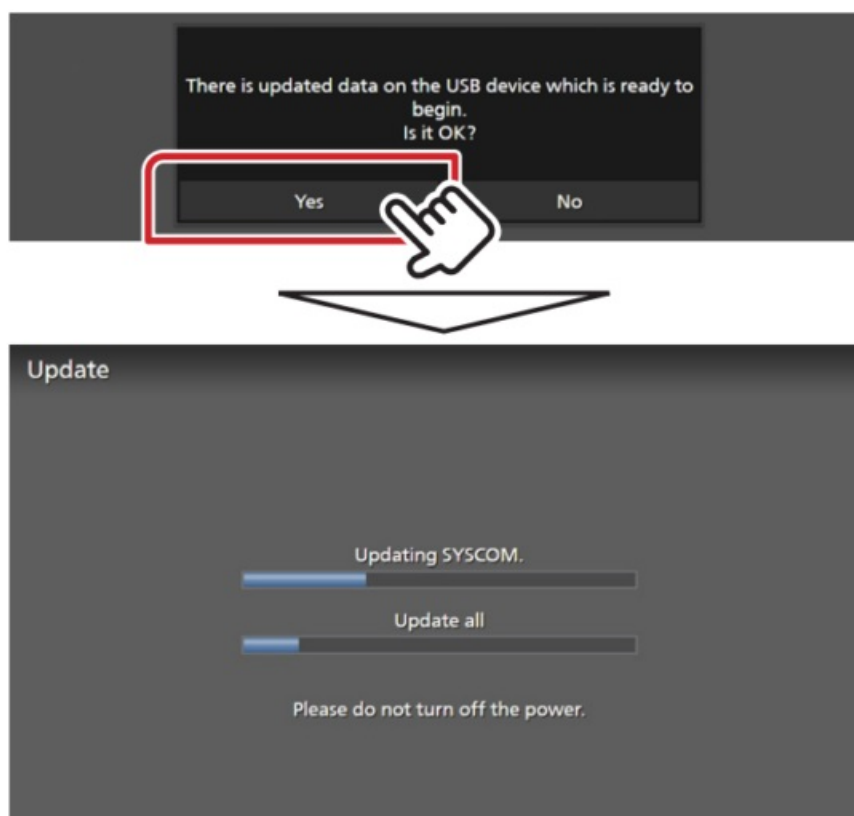 There is updated data on the USB device which is ready to
begin.
Is it OK?
Yes No
Update
Updating SYSCOM.
Update all
Please do not turn off the power.